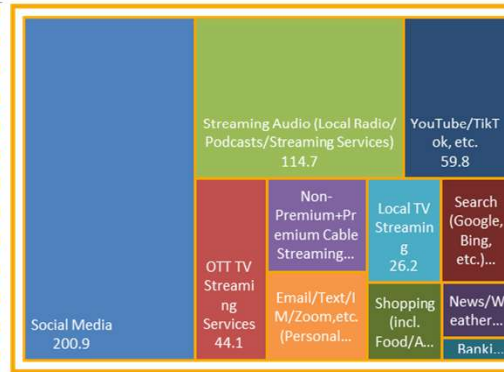 Social Media
200.9
Streaming Audio (Local Radio/
Podcasts/Streaming Services)
114.7
YouTube/TikT
ok, etc.
59.8
OTT TV
Streami
ng
Services
44.1
Non-
Premium+Pr
emium Cable
Streaming...
Local TV
Streamin
g
26.2
Search
(Google,
Bing,
etc.)...
Email/Text/I
M/Zoom,etc.
(Personal...
Shopping
(incl.
Food/A...
News/W
eather...
Banki...